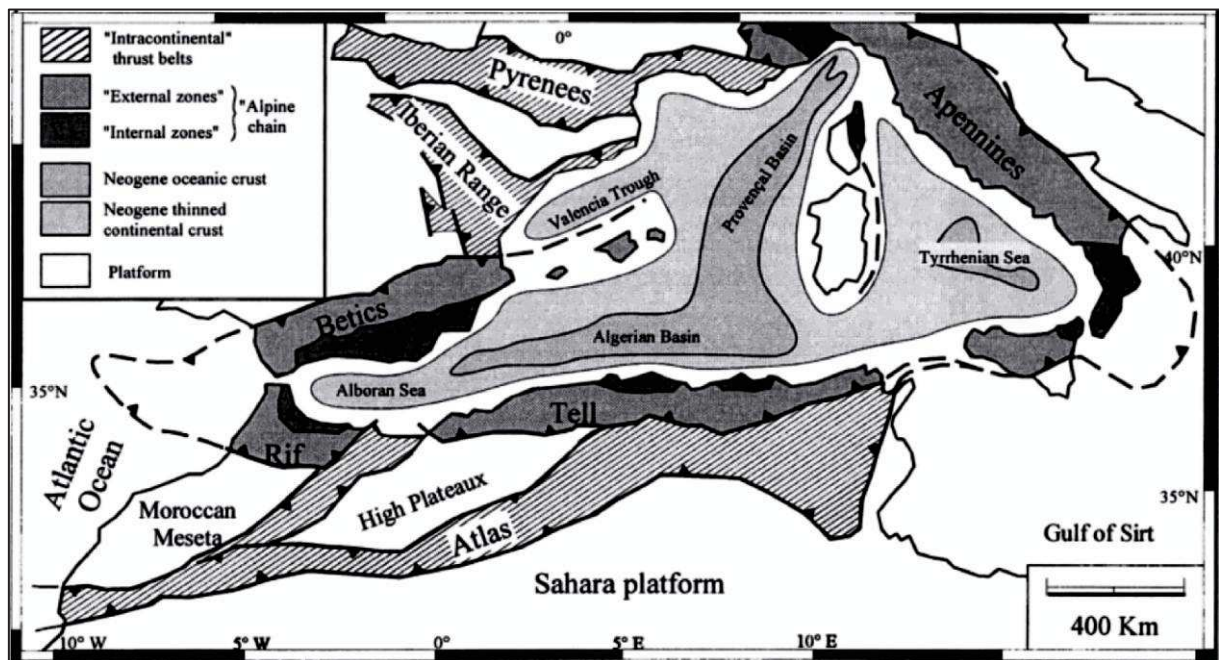 "Intracontinental"
thrust belts
"External zones"
"Internal zones"
"Alpine
chain
Neogene oceanic crust
Neogene thinned
continental crust
Platform
0°
Pyrenees
Iberian Range
Apennines
Valencia Trough
Provençal Basin
Tyrrhenian Sea
40°N
Betics
Algerian Basin
Alboran Sea
35°N
Tell
Rif
Atlantic
Ocean
High Plateaux
Moroccan
Meseta
Atlas
35°N
Gulf of Sirt
Sahara platform
400 Km
10° W
5° W
0°
5° E
10° E